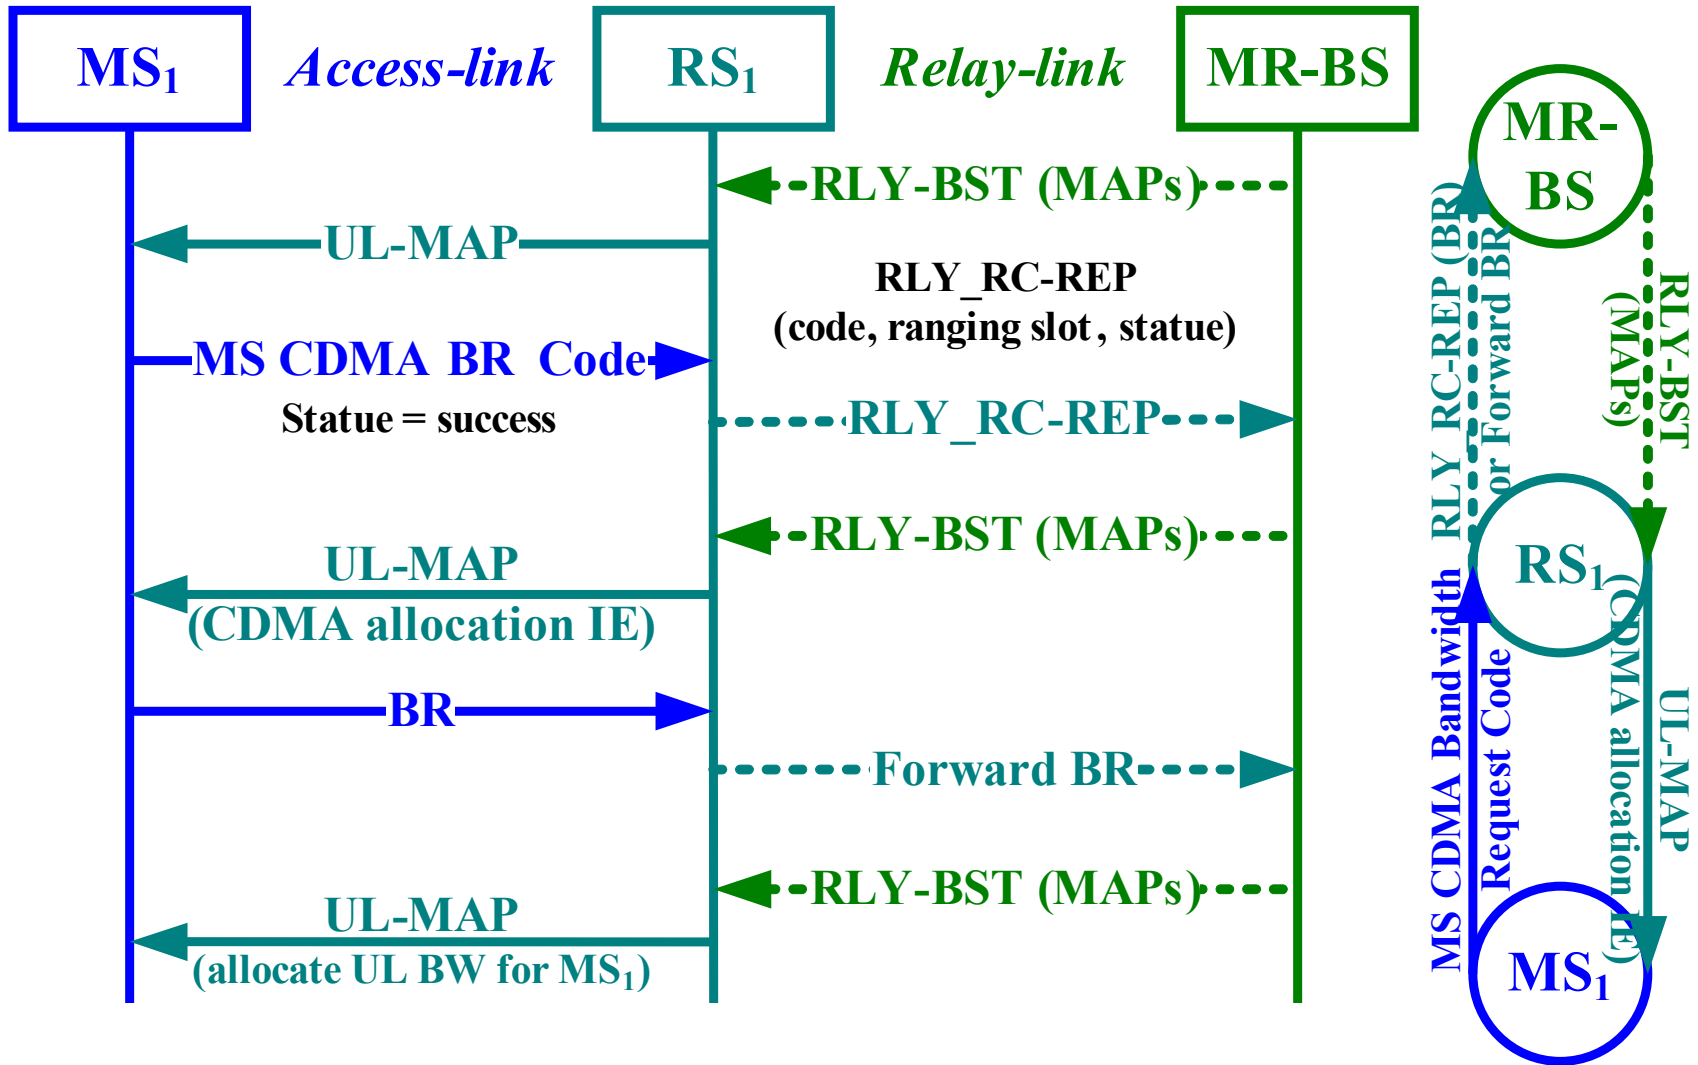 MS1 Access-link RS1 Relay-link MR-BS
RLY-BST (MAPs)
UL-MAP
RLY_RC-REP
(code, ranging slot, statue)
MS CDMA BR Code
Statue = success
RLY_RC-REP
RLY-BST (MAPs)
UL-MAP
(CDMA allocation IE)
BR
Forward BR
RLY-BST (MAPs)
UL-MAP
(allocate UL BW for MS1)
MR-
BS
RLY_RC-REP (BR)
or Forward BR
RLY-BST
(MAPs)
RS1
MS CDMA Bandwidth
Request Code
UL-MAP
(CDMA allocation IE)
MS1